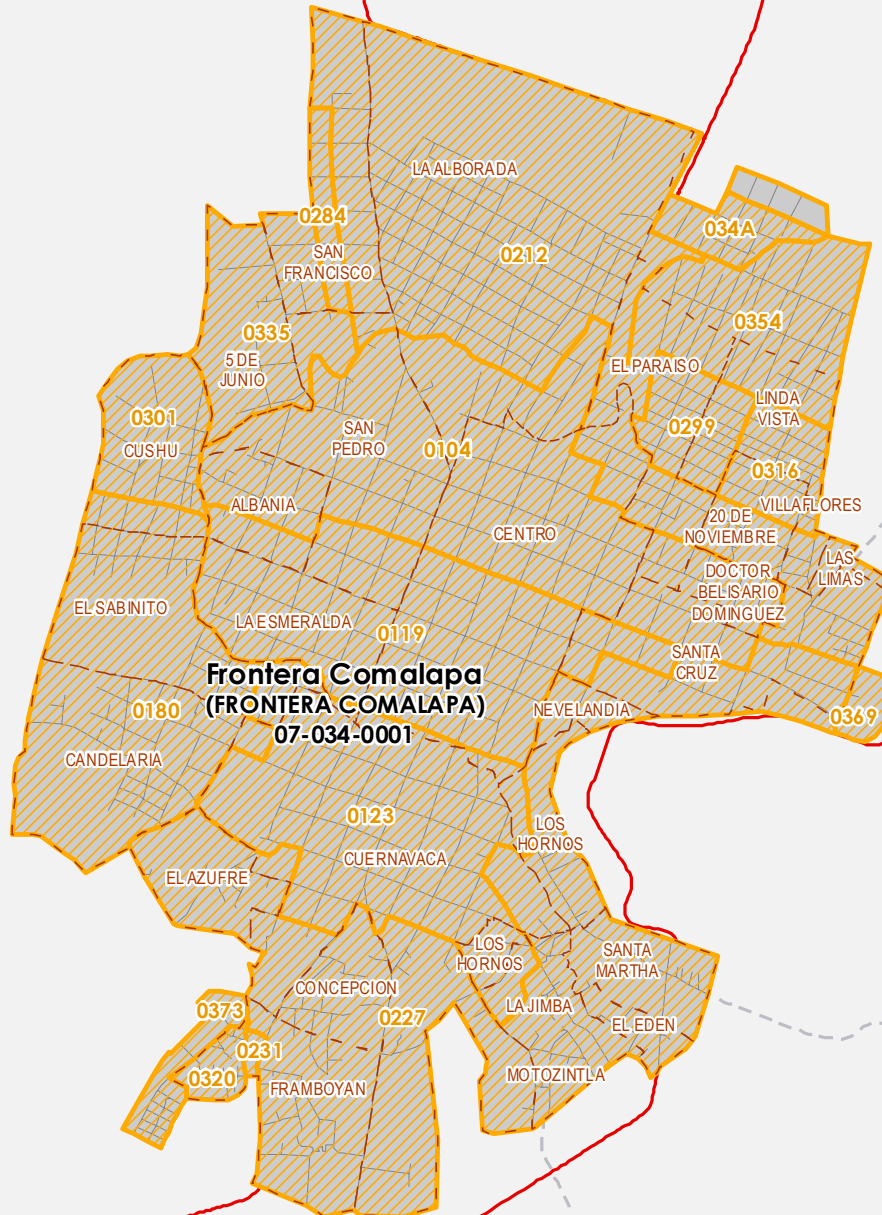 LA ALBORADA
0284
034A
SAN
FRANCISCO
0212
0335
0354
5 DE
JUNIO
EL PARAISO
LINDA
VISTA
0301
CUSHU
SAN
PEDRO
0104
0299
0316
ALBANIA
VILLAFLORES
CENTRO
20 DE
NOVIEMBRE
LAS
LIMAS
DOCTOR
BELISARIO
DOMINGUEZ
EL SABINITO
LA ESMERALDA
0119
SANTA
CRUZ
Frontera Comalapa
(FRONTERA COMALAPA)
07-034-0001
0180
NEVELANDIA
0369
CANDELARIA
0123
LOS
HORNOS
CUERNAVACA
EL AZUFRE
LOS
HORNOS
SANTA
MARTHA
CONCEPCION
LA JIMBA
0373
0227
EL EDEN
0231
0320
FRAMBOYAN
MOTOZINTLA